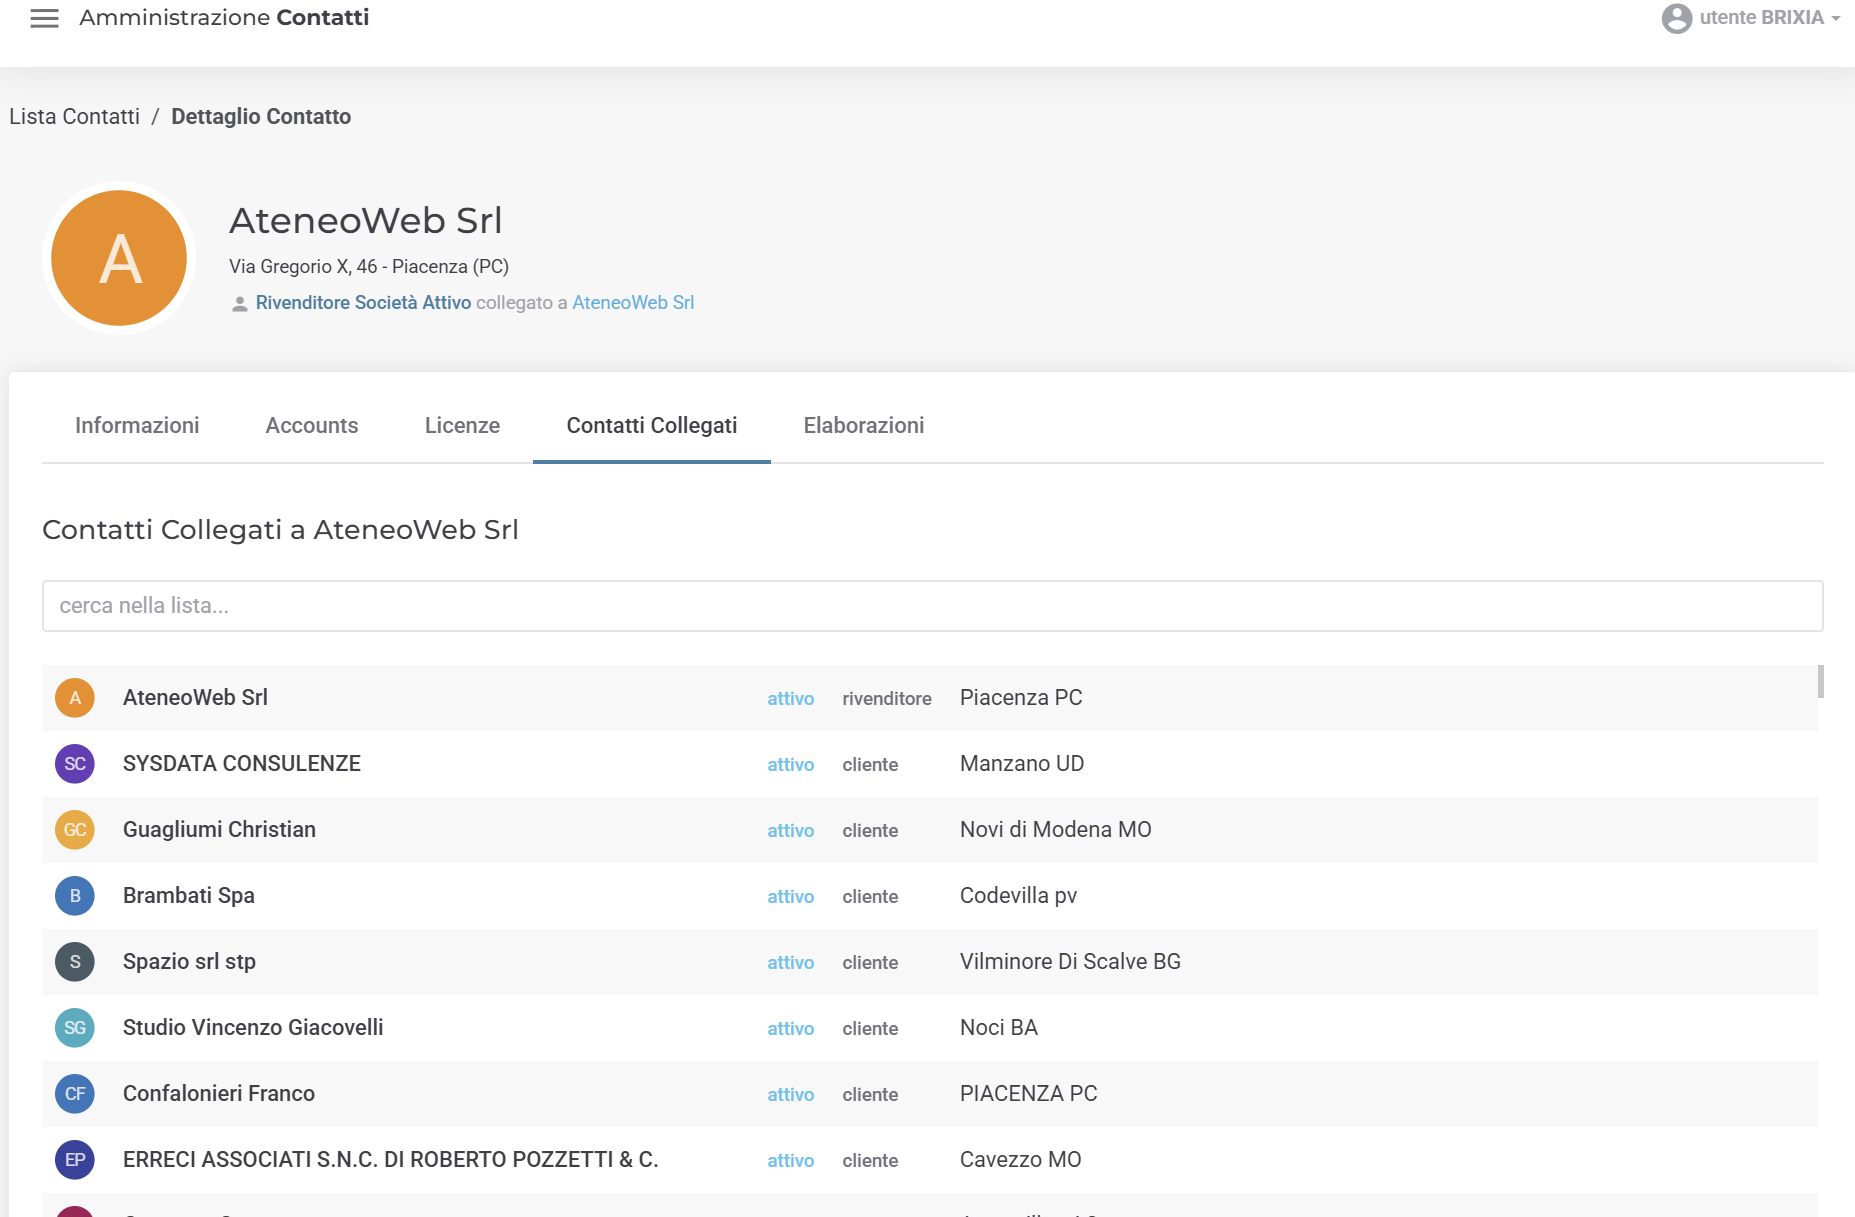 Amministrazione Contatti
utente BRIXIA
Lista Contatti / Dettaglio Contatto
A
AteneoWeb Srl
Via Gregorio X, 46 - Piacenza (PC)
Rivenditore Società Attivo collegato a AteneoWeb Srl
Informazioni Accounts Licenze Contatti Collegati Elaborazioni
Contatti Collegati a AteneoWeb Srl
cerca nella lista...
A AteneoWeb Srl attivo rivenditore Piacenza PC
SC SYSDATA CONSULENZE attivo cliente Manzano UD
GC Guagliumi Christian attivo cliente Novi di Modena MO
B Brambati Spa attivo cliente Codevilla pv
S Spazio srl stp attivo cliente Vilminore Di Scalve BG
SG Studio Vincenzo Giacovelli attivo cliente Noci BA
CF Confalonieri Franco attivo cliente PIACENZA PC
EP ERRECI ASSOCIATI S.N.C. DI ROBERTO POZZETTI & C. attivo cliente Cavezzo MO